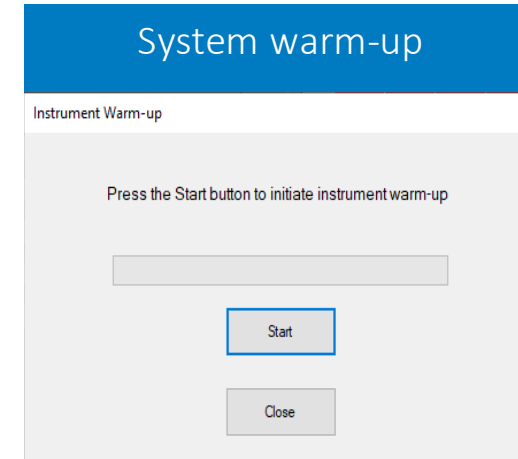 System warm-up
Instrument Warm-up
Press the Start button to initiate instrument warm-up
Start
Close